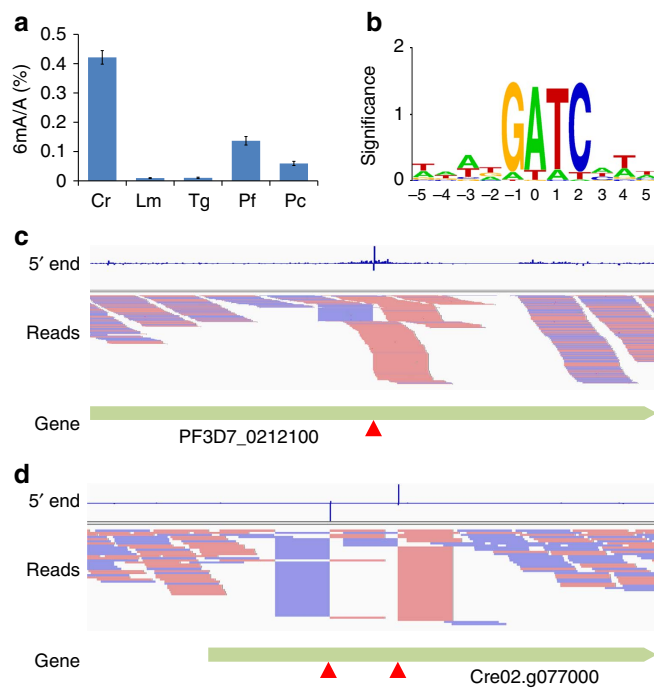 a
6mA/A (%)
0.5
0.4
0.3
0.2
0.1
0
Cr Lm Tg Pf Pc
b
Significance
2
1
0
GATC
−5 −4 −3 −2 −1 0 1 2 3 4 5
c
5′ end
Reads
Gene
PF3D7_0212100
d
5′ end
Reads
Gene
Cre02.g077000